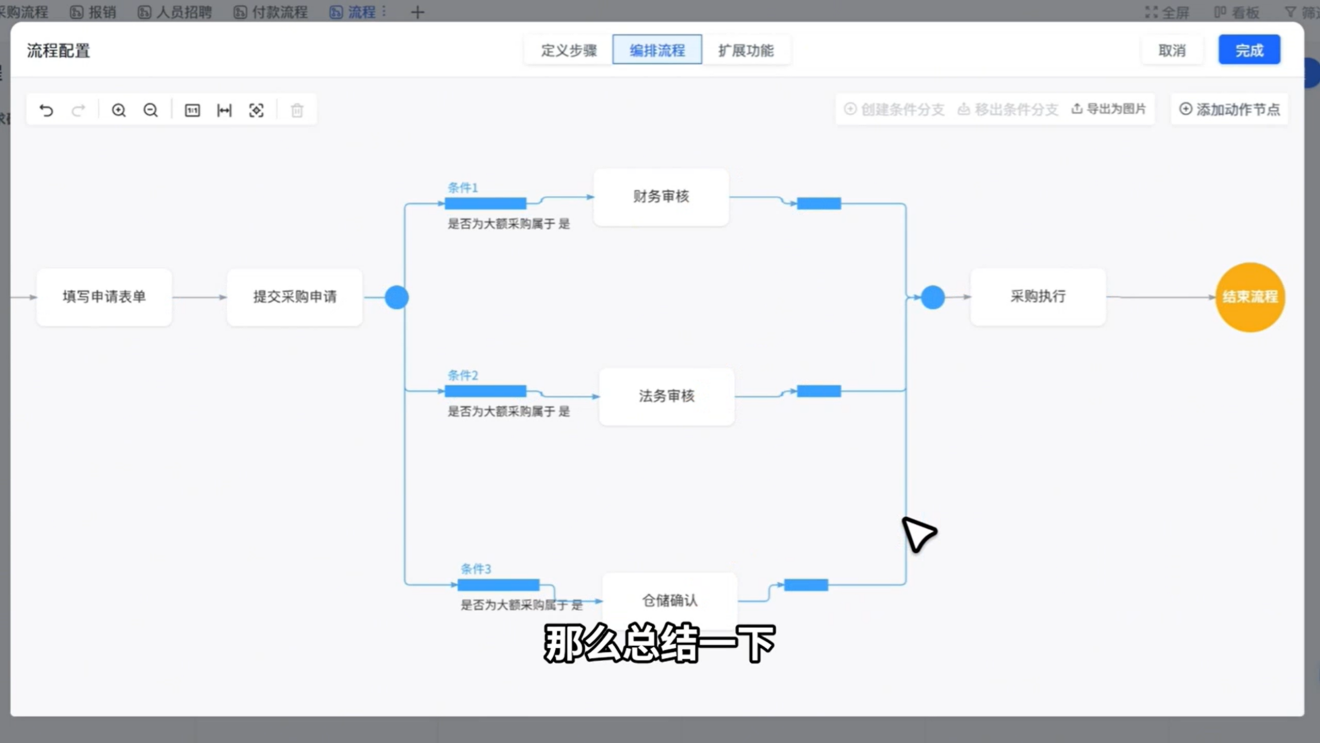 采购流程 报销 人员招聘 付款流程 流程 全屏 看板
流程配置 定义步骤 编排流程 扩展功能 取消 完成
创建条件分支 移出条件分支 导出为图片 添加动作节点
条件1
是否为大额采购属于 是
财务审核
填写申请表单 提交采购申请 采购执行 结束流程
条件2
是否为大额采购属于 是
法务审核
条件3
是否为大额采购属于 是
仓储确认
那么总结一下